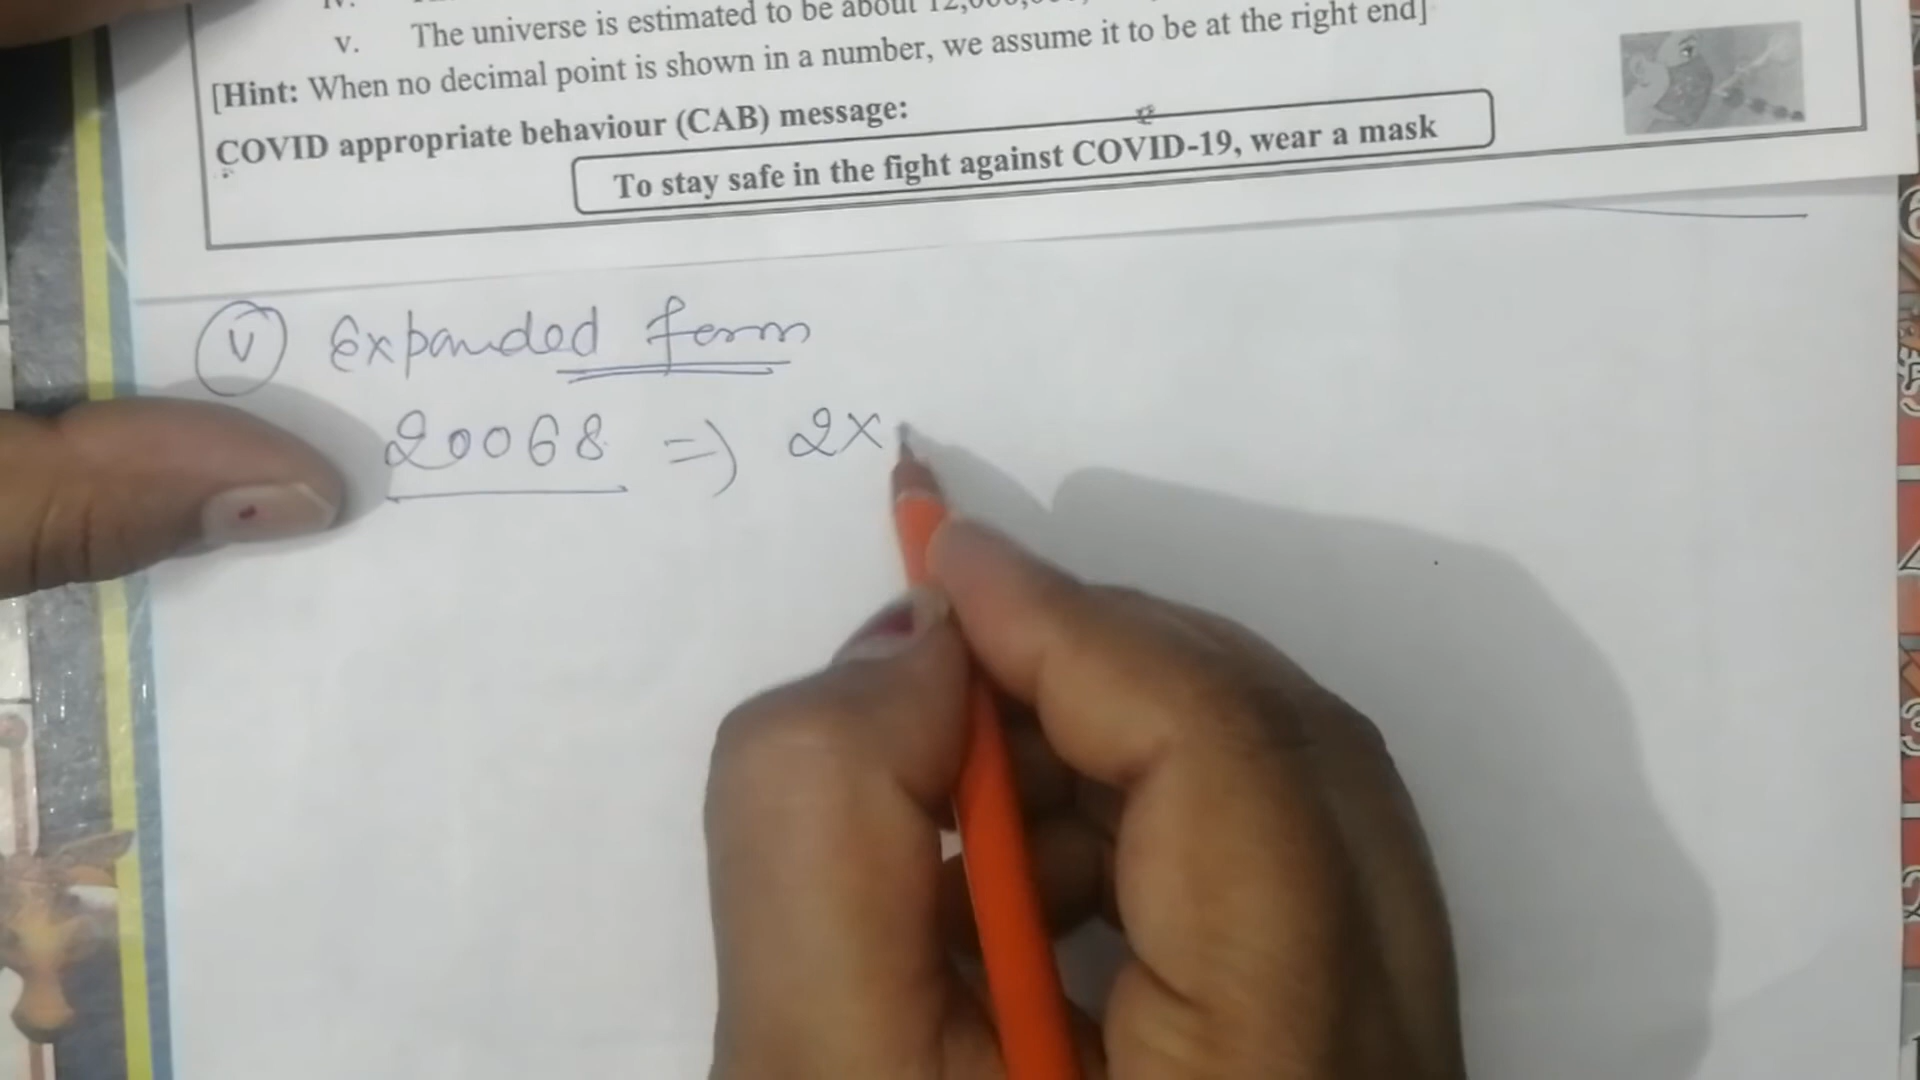 v. The universe is estimated to be about
[Hint: When no decimal point is shown in a number, we assume it to be at the right end]
COVID appropriate behaviour (CAB) message:
To stay safe in the fight against COVID-19, wear a mask
v Expanded form
20068 => 2x